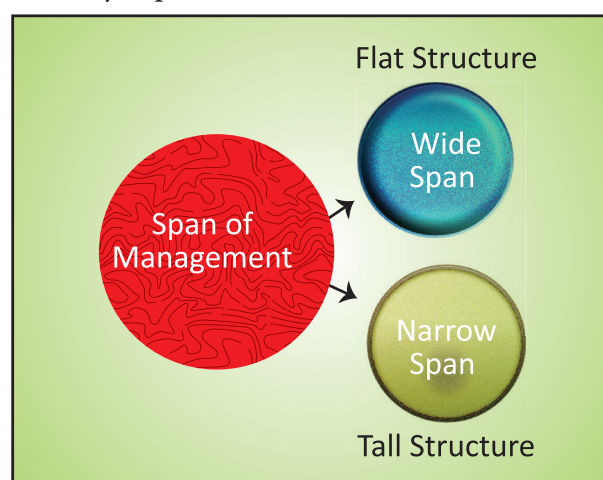 Flat Structure
Wide
Span
Span of
Management
Narrow
Span
Tall Structure